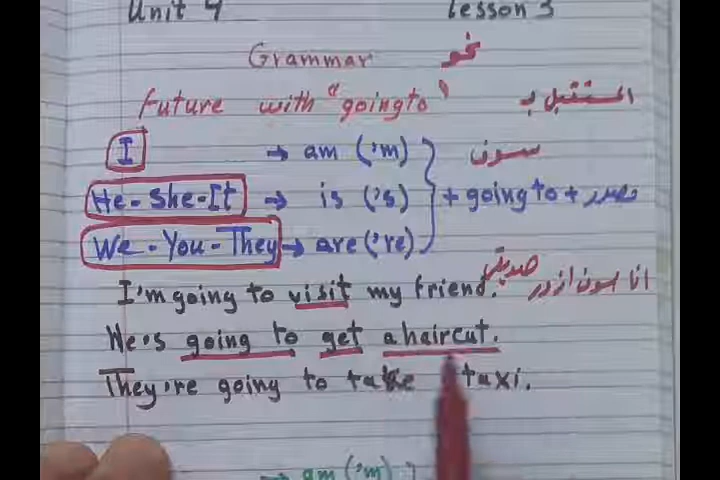 Unit 4 Lesson 3
Grammar نحو
Future with "going to" المستقبل بـ
I → am ('m) سوف
He - She - It → is ('s) + going to + مصدر
We - You - They → are ('re)
I'm going to visit my friend. انا سوف ازور صديقي
He's going to get a haircut.
They're going to take a taxi.
→ am ('m)